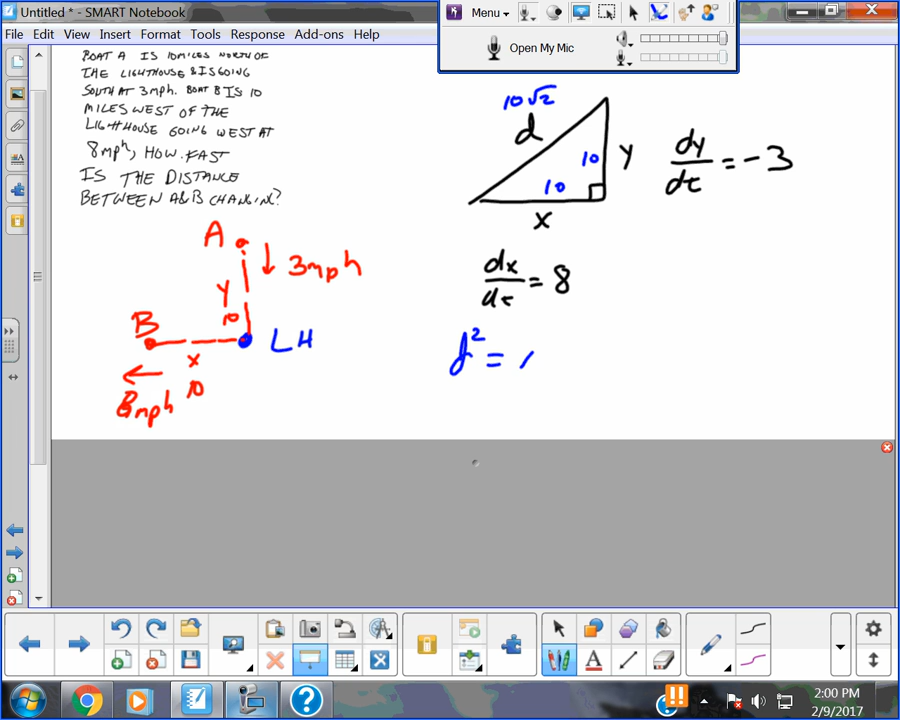 Untitled * - SMART Notebook
Menu
File Edit View Insert Format Tools Response Add-ons Help
Open My Mic
BOAT A IS 10 MILES NORTH OF
THE LIGHTHOUSE & IS GOING
SOUTH AT 3mph. BOAT B IS 10
MILES WEST OF THE
LIGHTHOUSE GOING WEST AT
8mph, HOW FAST
IS THE DISTANCE
BETWEEN A&B CHANGING?
A
3mph
y
10
B
LH
x
10
8mph
10√2
d
10
y
10
x
dy/dt = -3
dx/dt = 8
d² =
A
2:00 PM
2/9/2017